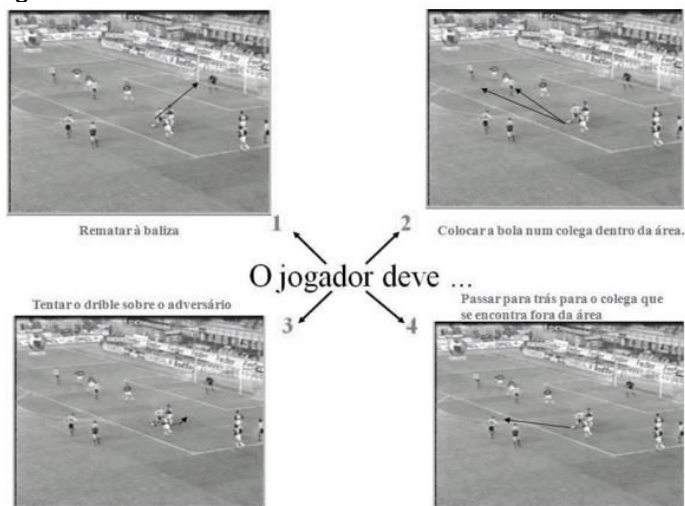 Rematar à baliza
1
2
Colocar a bola num colega dentro da área.
O jogador deve ...
Tentar o drible sobre o adversário
3
4
Passar para trás para o colega que
se encontra fora da área